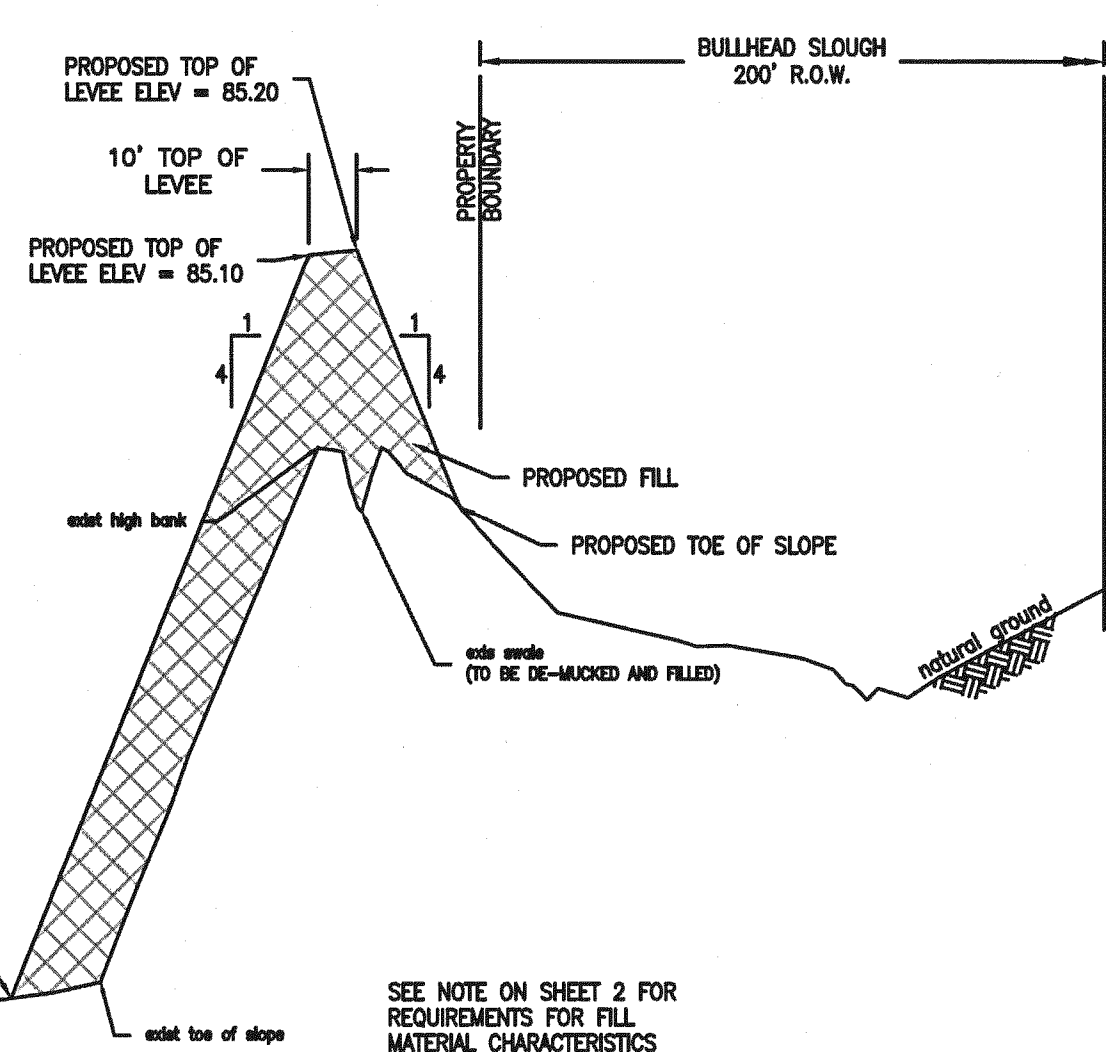 BULLHEAD SLOUGH
200' R.O.W.
PROPOSED TOP OF
LEVEE ELEV = 85.20
PROPERTY
BOUNDARY
10' TOP OF
LEVEE
PROPOSED TOP OF
LEVEE ELEV = 85.10
1
4
1
4
PROPOSED FILL
exist high bank
PROPOSED TOE OF SLOPE
natural ground
exis swale
(TO BE DE-MUCKED AND FILLED)
SEE NOTE ON SHEET 2 FOR
REQUIREMENTS FOR FILL
MATERIAL CHARACTERISTICS
exist toe of slope